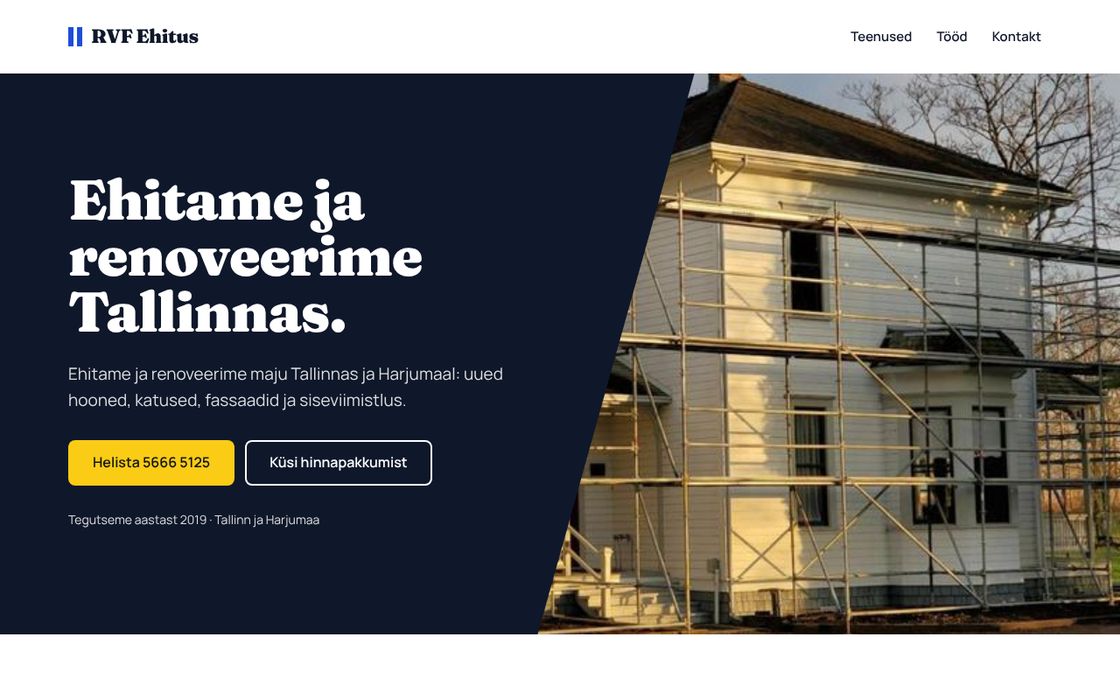 RVF Ehitus
Teenused Tööd Kontakt
Ehitame ja
renoveerime
Tallinnas.
Ehitame ja renoveerime maju Tallinnas ja Harjumaal: uued
hooned, katused, fassaadid ja siseviimistlus.
Helista 5666 5125 Küsi hinnapakkumist
Tegutseme aastast 2019 · Tallinn ja Harjumaa